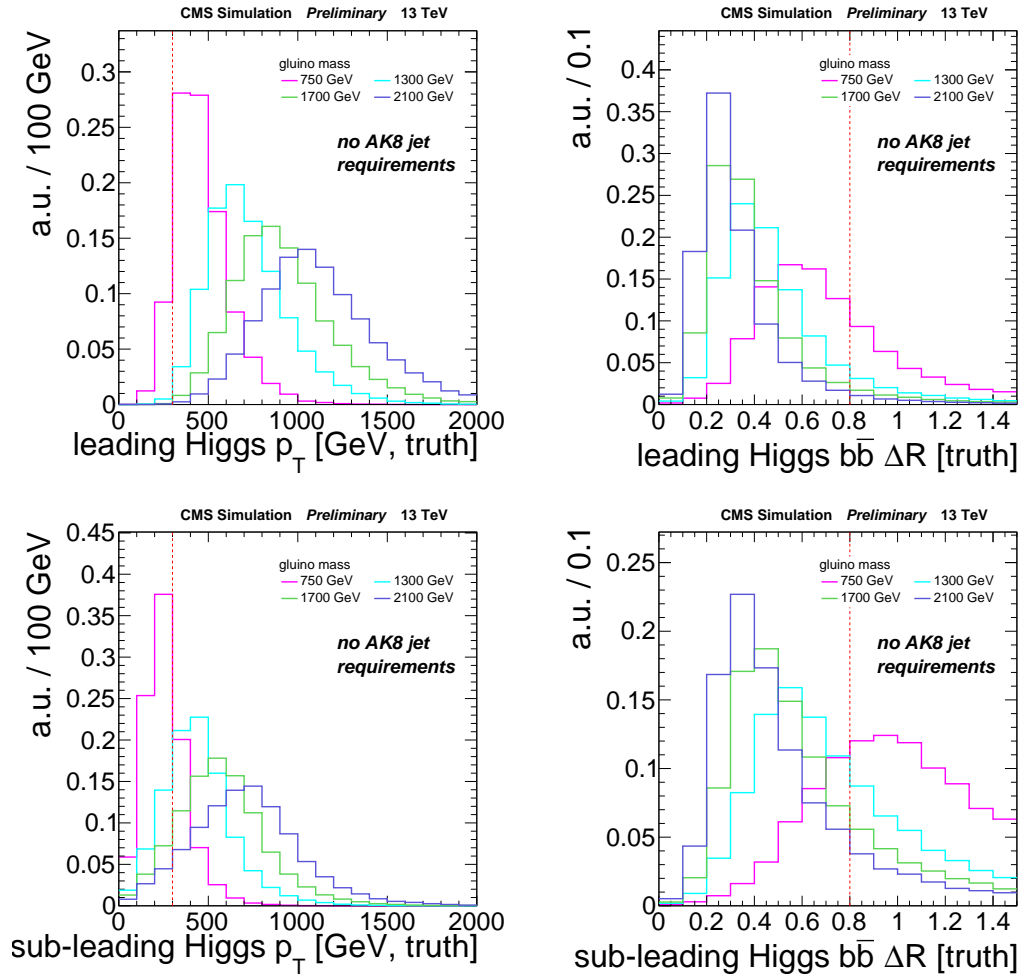 CMS Simulation Preliminary 13 TeV
a.u. / 100 GeV
0.3
0.25
0.2
0.15
0.1
0.05
0
gluino mass
750 GeV 1300 GeV
1700 GeV 2100 GeV
no AK8 jet
requirements
0 500 1000 1500 2000
leading Higgs p_T [GeV, truth]
CMS Simulation Preliminary 13 TeV
a.u. / 0.1
0.4
0.35
0.3
0.25
0.2
0.15
0.1
0.05
0
gluino mass
750 GeV 1300 GeV
1700 GeV 2100 GeV
no AK8 jet
requirements
0 0.2 0.4 0.6 0.8 1 1.2 1.4
leading Higgs bb̅ ΔR [truth]
CMS Simulation Preliminary 13 TeV
a.u. / 100 GeV
0.45
0.4
0.35
0.3
0.25
0.2
0.15
0.1
0.05
0
gluino mass
750 GeV 1300 GeV
1700 GeV 2100 GeV
no AK8 jet
requirements
0 500 1000 1500 2000
sub-leading Higgs p_T [GeV, truth]
CMS Simulation Preliminary 13 TeV
a.u. / 0.1
0.25
0.2
0.15
0.1
0.05
0
gluino mass
750 GeV 1300 GeV
1700 GeV 2100 GeV
no AK8 jet
requirements
0 0.2 0.4 0.6 0.8 1 1.2 1.4
sub-leading Higgs bb̅ ΔR [truth]